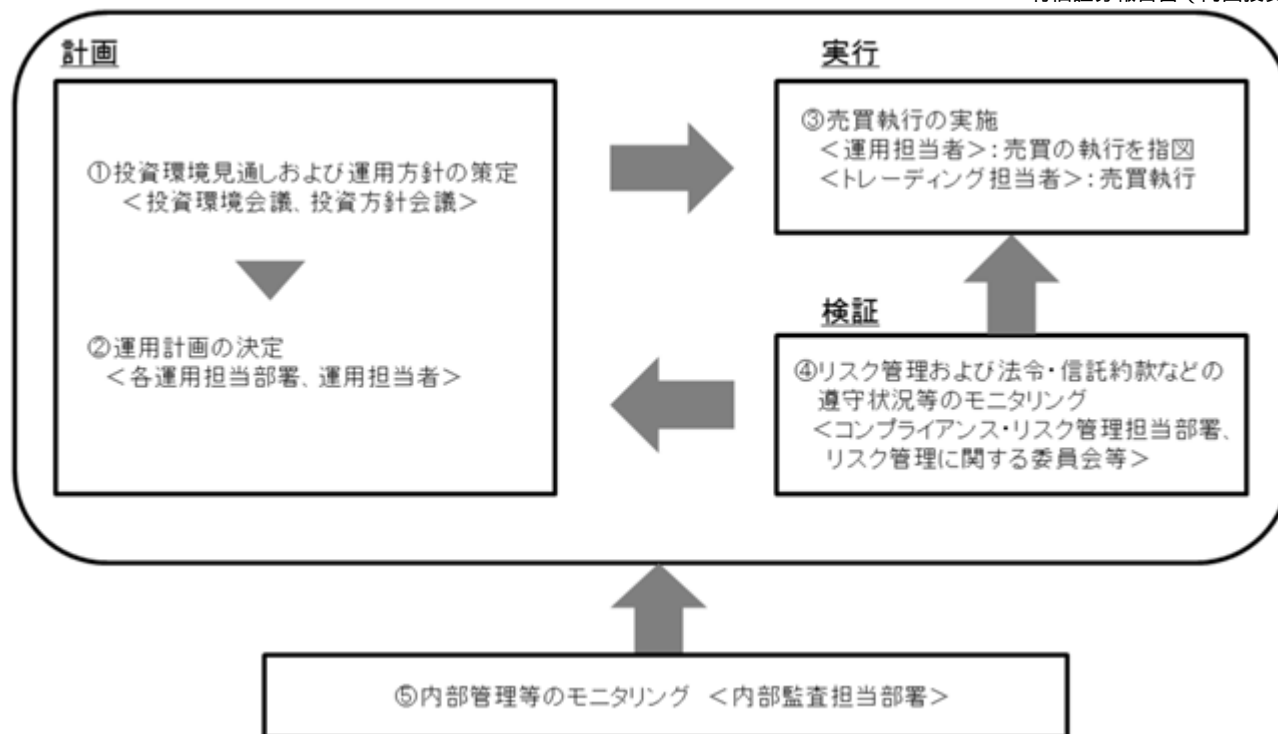 計画
①投資環境見通しおよび運用方針の策定
<投資環境会議、投資方針会議>
②運用計画の決定
<各運用担当部署、運用担当者>
実行
③売買執行の実施
<運用担当者>:売買の執行を指図
<トレーディング担当者>:売買執行
検証
④リスク管理および法令・信託約款などの
遵守状況等のモニタリング
<コンプライアンス・リスク管理担当部署、
リスク管理に関する委員会等>
⑤内部管理等のモニタリング <内部監査担当部署>